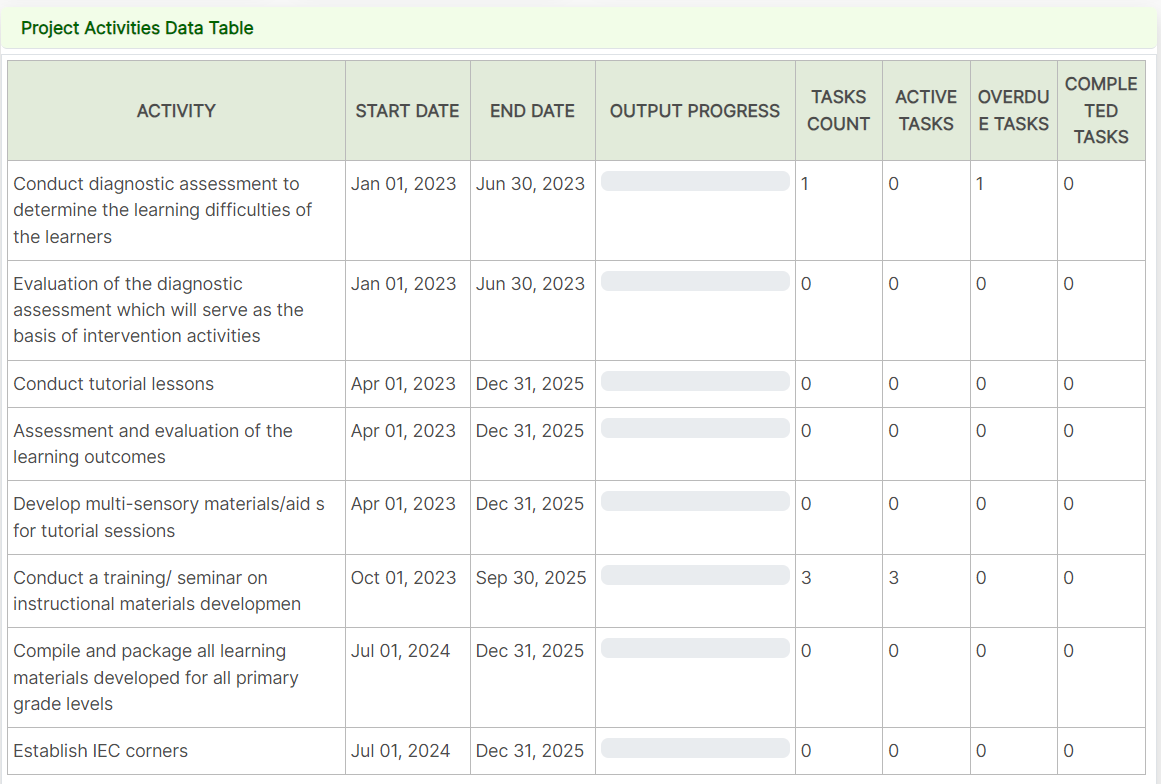 Project Activities Data Table
ACTIVITY START DATE END DATE OUTPUT PROGRESS TASKS COUNT ACTIVE TASKS OVERDU E TASKS COMPLE TED TASKS
Conduct diagnostic assessment to Jan 01, 2023 Jun 30, 2023 1 0 1 0
determine the learning difficulties of
the learners
Evaluation of the diagnostic Jan 01, 2023 Jun 30, 2023 0 0 0 0
assessment which will serve as the
basis of intervention activities
Conduct tutorial lessons Apr 01, 2023 Dec 31, 2025 0 0 0 0
Assessment and evaluation of the Apr 01, 2023 Dec 31, 2025 0 0 0 0
learning outcomes
Develop multi-sensory materials/aid s Apr 01, 2023 Dec 31, 2025 0 0 0 0
for tutorial sessions
Conduct a training/ seminar on Oct 01, 2023 Sep 30, 2025 3 3 0 0
instructional materials developmen
Compile and package all learning Jul 01, 2024 Dec 31, 2025 0 0 0 0
materials developed for all primary
grade levels
Establish IEC corners Jul 01, 2024 Dec 31, 2025 0 0 0 0